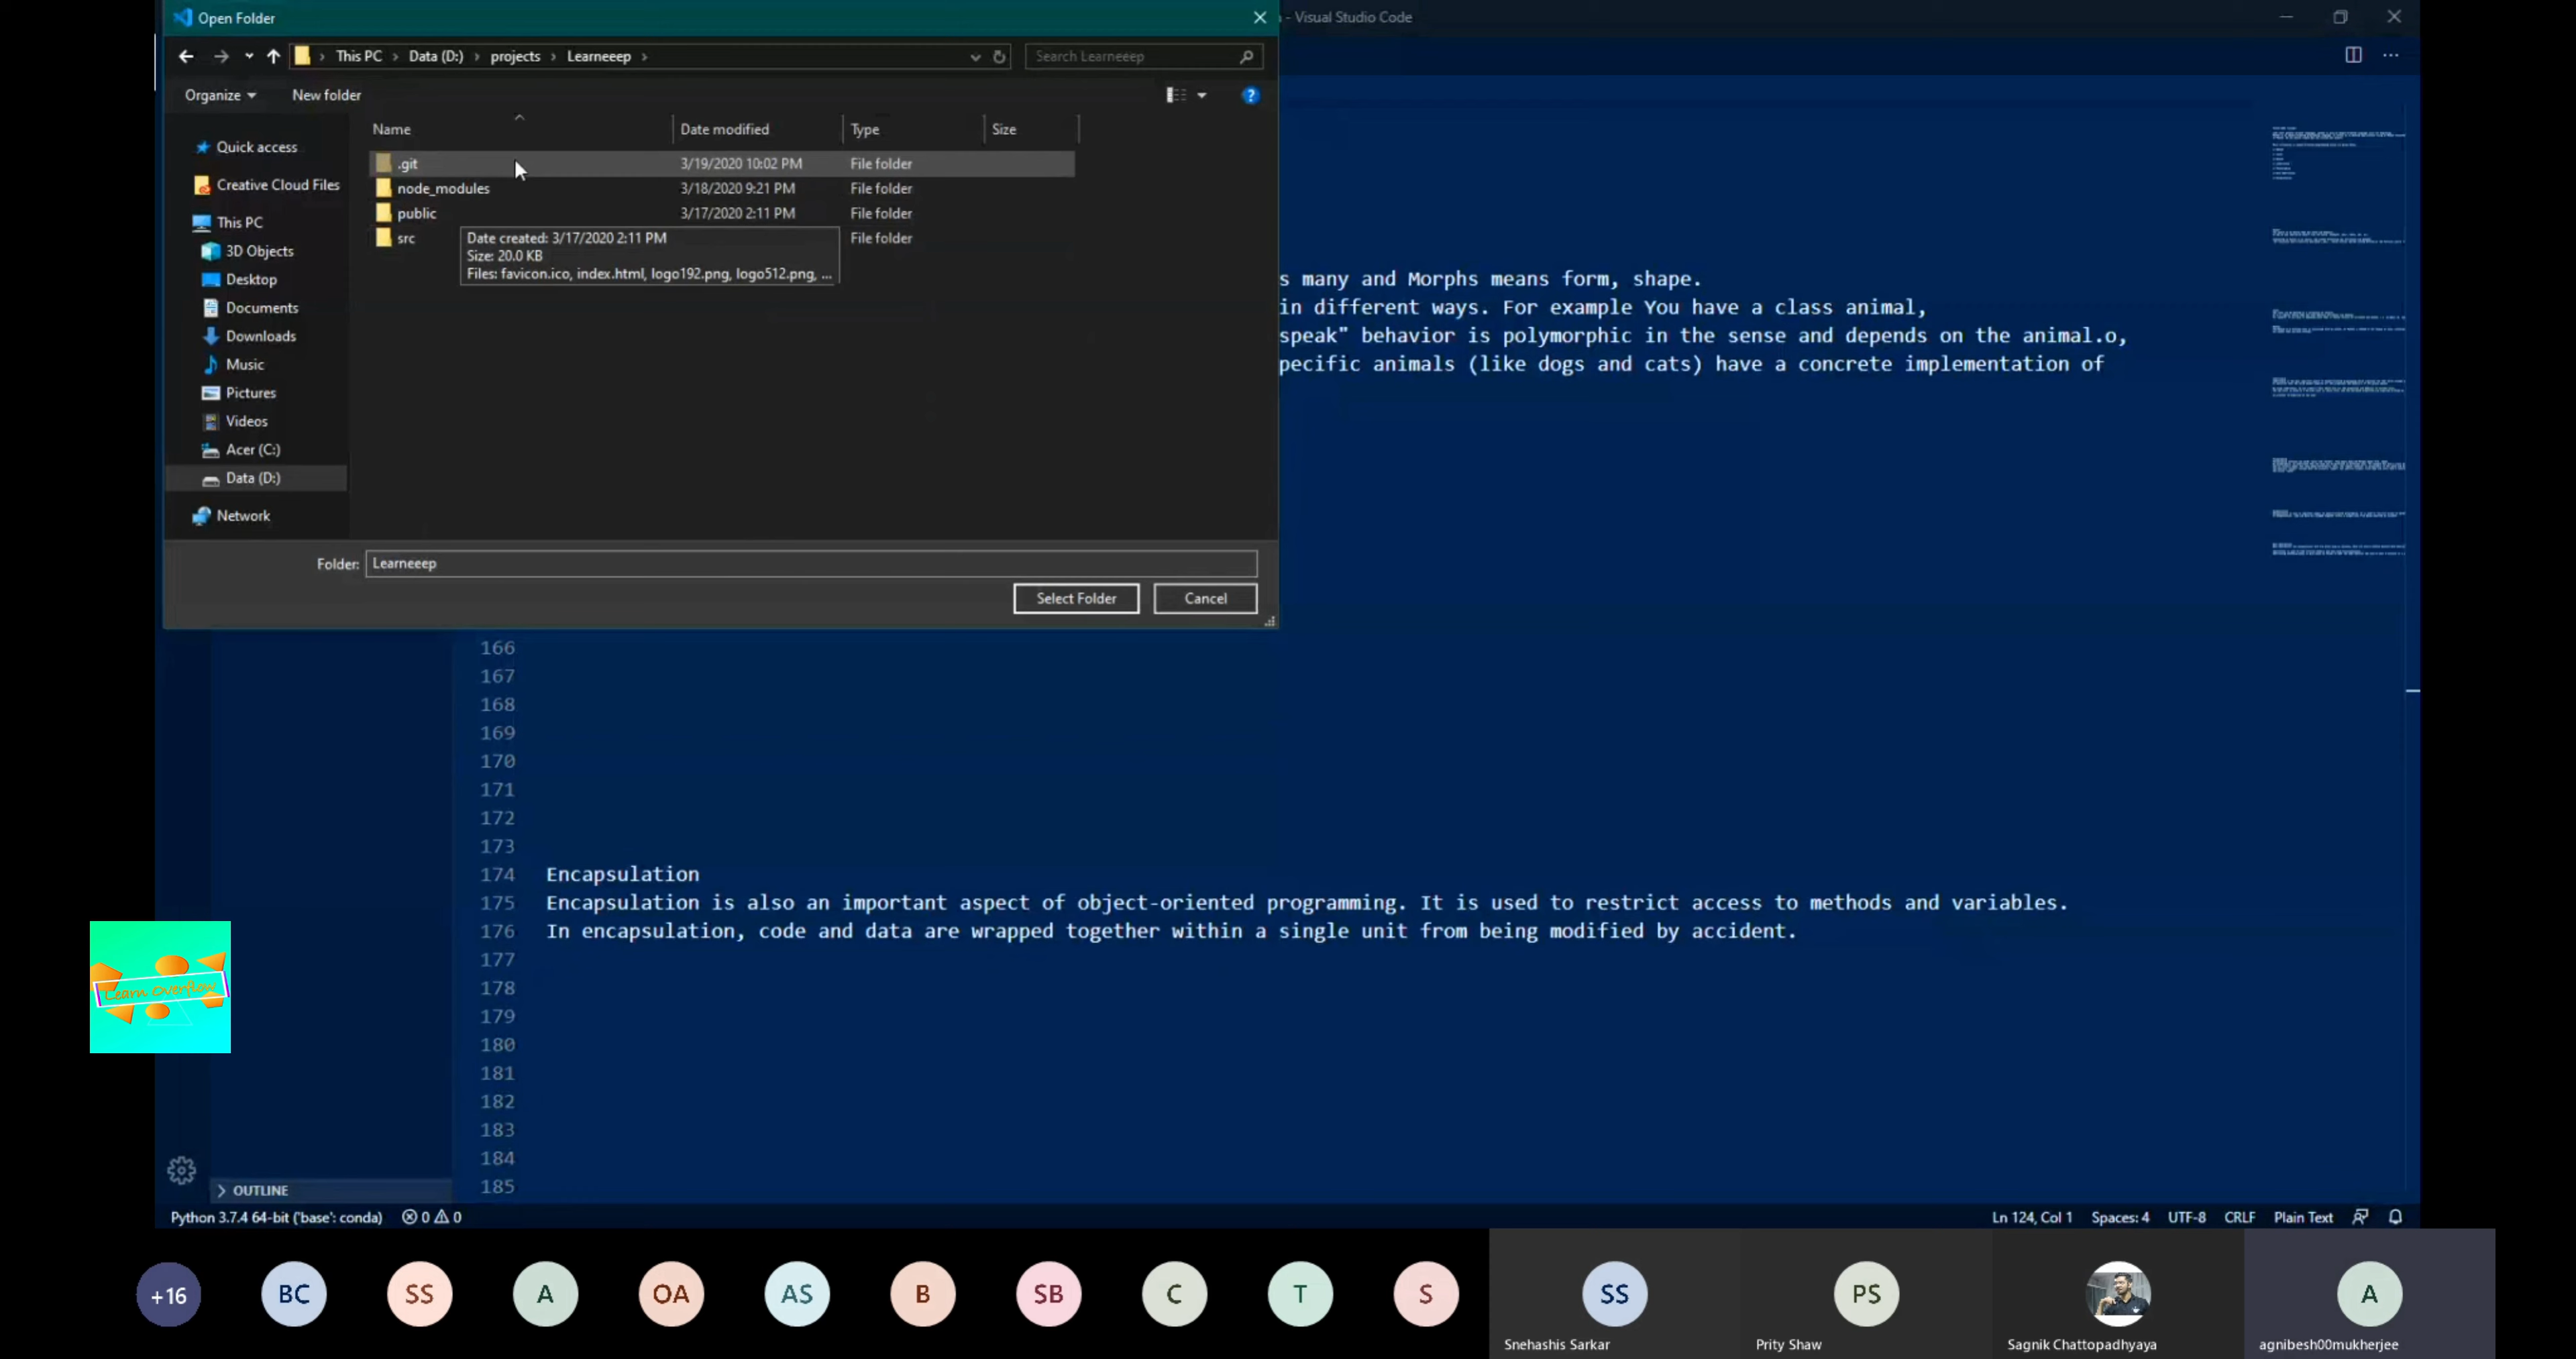 Open Folder
- Visual Studio Code
This PC
Data (D:)
projects
Learneeep
Search Learneeep
Organize
New folder
Name
Date modified
Type
Size
.git
3/19/2020 10:02 PM
File folder
node_modules
3/18/2020 9:21 PM
File folder
public
3/17/2020 2:11 PM
File folder
src
File folder
Date created: 3/17/2020 2:11 PM
Size: 20.0 KB
Files: favicon.ico, index.html, logo192.png, logo512.png, ...
Quick access
Creative Cloud Files
This PC
3D Objects
Desktop
Documents
Downloads
Music
Pictures
Videos
Acer (C:)
Data (D:)
Network
Folder: Learneeep
Select Folder
Cancel
s many and Morphs means form, shape.
in different ways. For example You have a class animal,
speak" behavior is polymorphic in the sense and depends on the animal.o,
pecific animals (like dogs and cats) have a concrete implementation of
166
167
168
169
170
171
172
173
174 Encapsulation
175 Encapsulation is also an important aspect of object-oriented programming. It is used to restrict access to methods and variables.
176 In encapsulation, code and data are wrapped together within a single unit from being modified by accident.
177
178
179
180
181
182
183
184
185
Learn Overflow
OUTLINE
Python 3.7.4 64-bit ('base': conda)
0 0
Ln 124, Col 1
Spaces: 4
UTF-8
CRLF
Plain Text
+16
BC
SS
A
OA
AS
B
SB
C
T
S
SS
Snehashis Sarkar
PS
Prity Shaw
Sagnik Chattopadhyaya
A
agnibesh00mukherjee